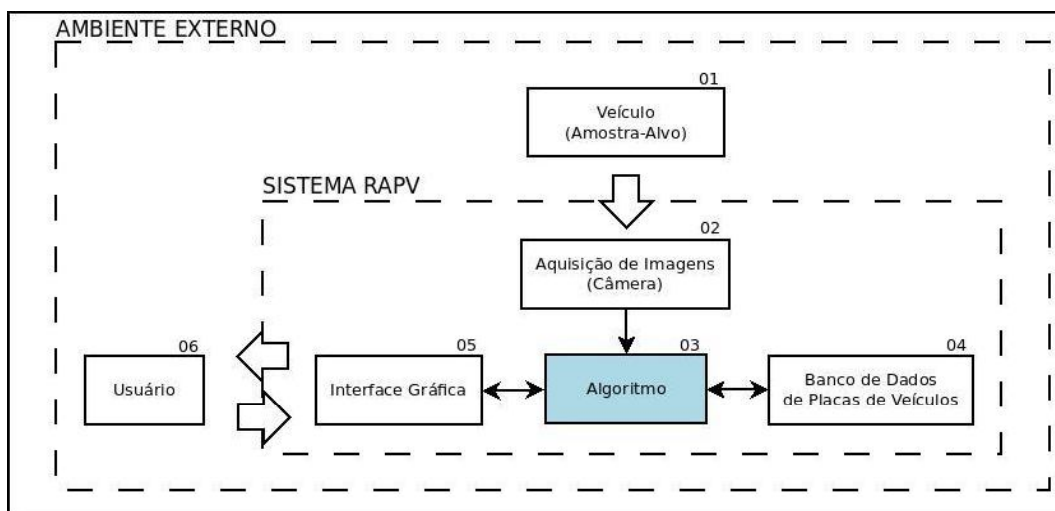 AMBIENTE EXTERNO
01
Veículo
(Amostra-Alvo)
SISTEMA RAPV
02
Aquisição de Imagens
(Câmera)
06
Usuário
05
Interface Gráfica
03
Algoritmo
04
Banco de Dados
de Placas de Veículos